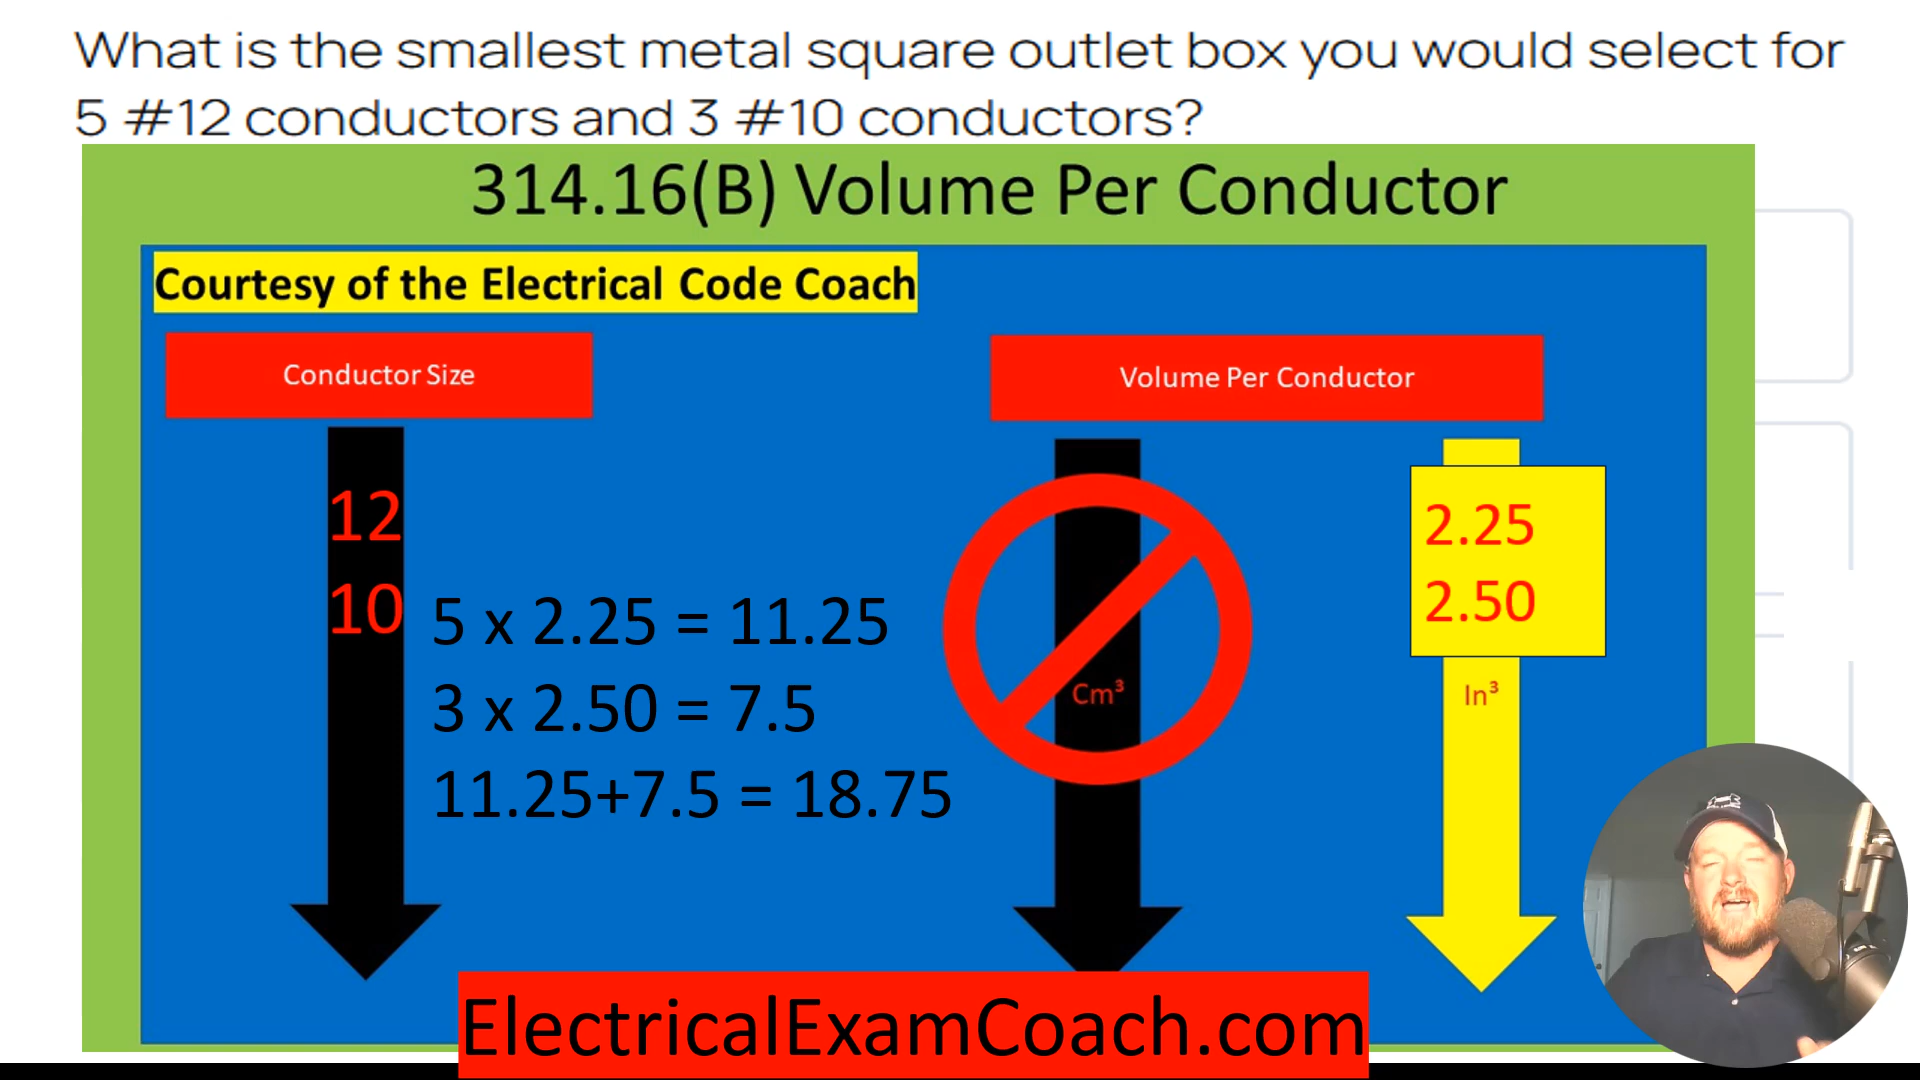 What is the smallest metal square outlet box you would select for
5 #12 conductors and 3 #10 conductors?
314.16(B) Volume Per Conductor
Courtesy of the Electrical Code Coach
Conductor Size
Volume Per Conductor
12
2.25
10
2.50
5 x 2.25 = 11.25
3 x 2.50 = 7.5
Cm³
In³
11.25+7.5 = 18.75
ElectricalExamCoach.com